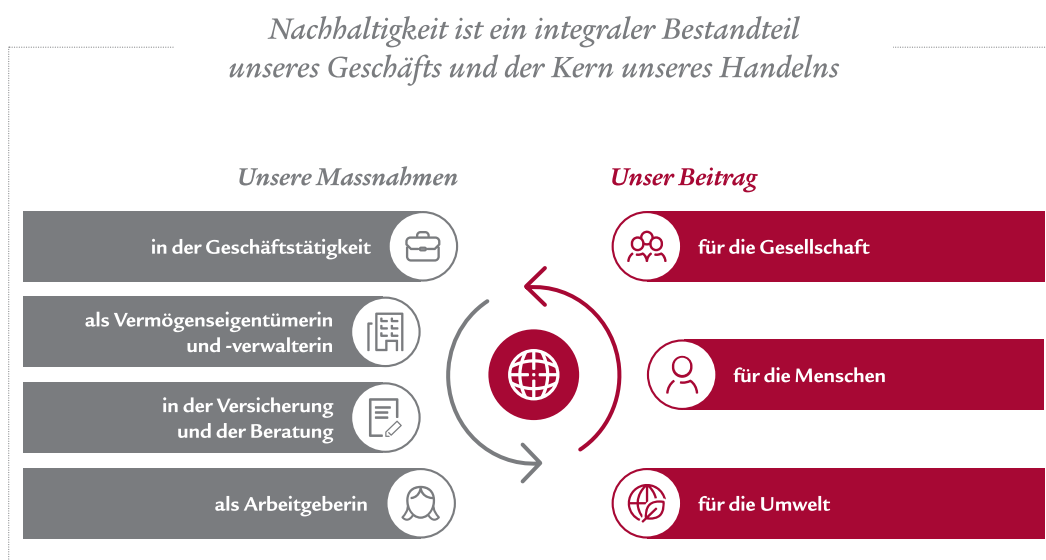 Nachhaltigkeit ist ein integraler Bestandteil
unseres Geschäfts und der Kern unseres Handelns
Unsere Massnahmen
in der Geschäftstätigkeit
als Vermögenseigentümerin
und -verwalterin
in der Versicherung
und der Beratung
als Arbeitgeberin
Unser Beitrag
für die Gesellschaft
für die Menschen
für die Umwelt